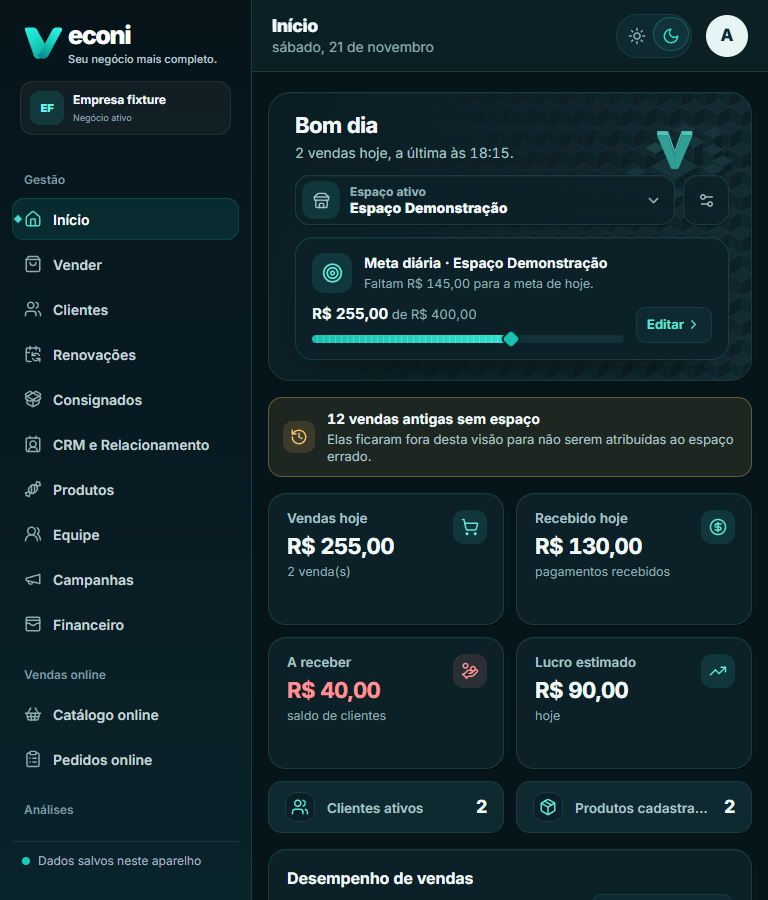 Veconi
Seu negócio mais completo.
EF
Empresa fixture
Negócio ativo
Gestão
Início
Vender
Clientes
Renovações
Consignados
CRM e Relacionamento
Produtos
Equipe
Campanhas
Financeiro
Vendas online
Catálogo online
Pedidos online
Análises
Dados salvos neste aparelho
Início
sábado, 21 de novembro
A
Bom dia
2 vendas hoje, a última às 18:15.
Espaço ativo
Espaço Demonstração
Meta diária · Espaço Demonstração
Faltam R$ 145,00 para a meta de hoje.
R$ 255,00 de R$ 400,00
Editar
12 vendas antigas sem espaço
Elas ficaram fora desta visão para não serem atribuídas ao espaço
errado.
Vendas hoje
R$ 255,00
2 venda(s)
Recebido hoje
R$ 130,00
pagamentos recebidos
A receber
R$ 40,00
saldo de clientes
Lucro estimado
R$ 90,00
hoje
Clientes ativos 2
Produtos cadastra... 2
Desempenho de vendas